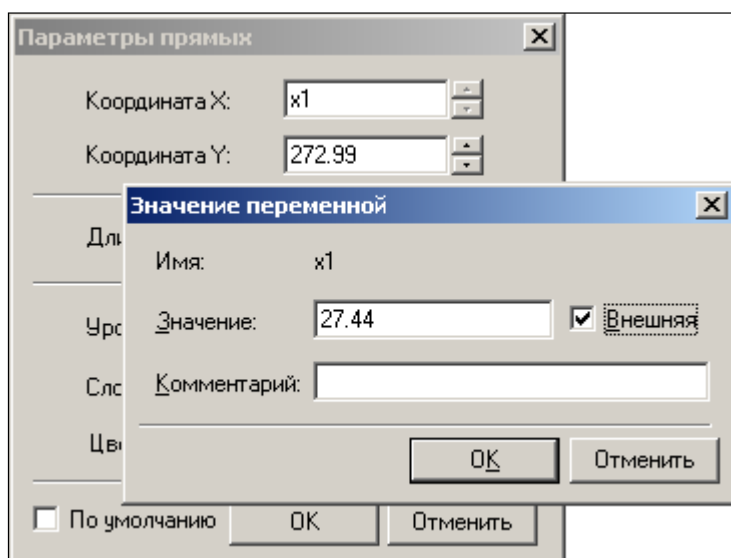 Параметры прямых
Координата X: x1
Координата Y: 272.99
Значение переменной
Имя: x1
Значение: 27.44 Внешняя
Комментарий:
OK Отменить
По умолчанию OK Отменить